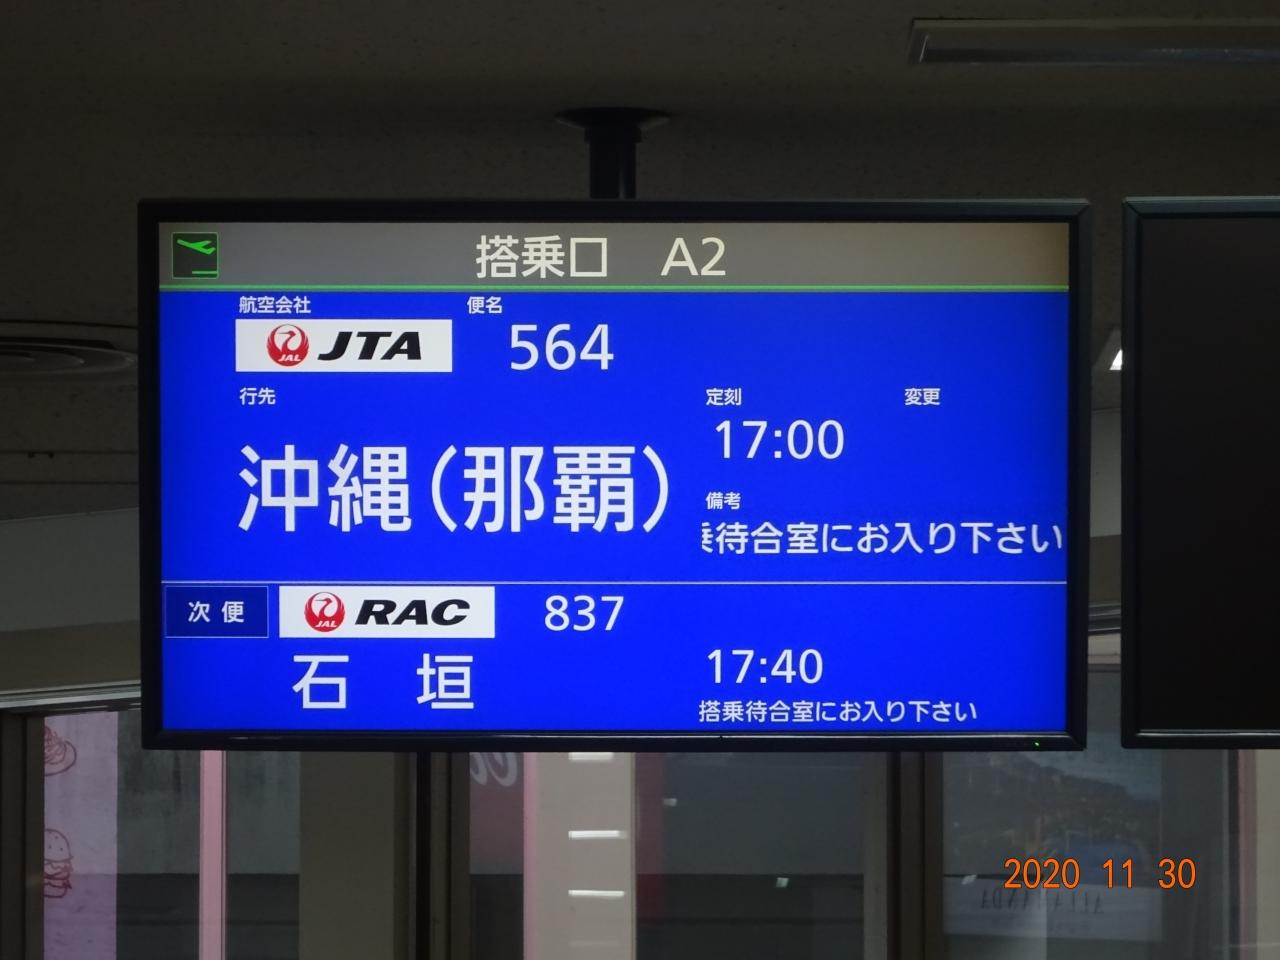 搭乗口 A2
航空会社 便名
JAL JTA 564
行先 定刻 変更
17:00
沖縄(那覇)
備考
乗待合室にお入り下さい
次便 JAL RAC 837
石垣 17:40
搭乗待合室にお入り下さい
2020 11 30